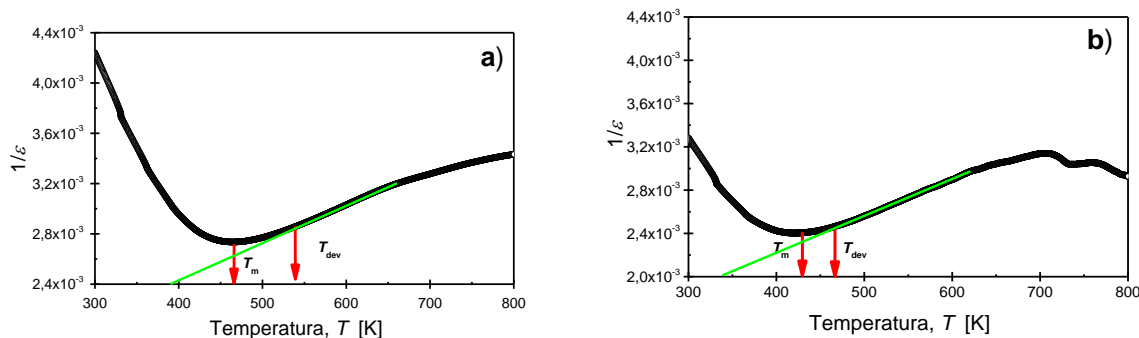 a)
4,4x10⁻³
4,0x10⁻³
3,6x10⁻³
3,2x10⁻³
2,8x10⁻³
2,4x10⁻³
1/ε
Tm
Tdev
300 400 500 600 700 800
Temperatura, T [K]
b)
4,4x10⁻³
4,0x10⁻³
3,6x10⁻³
3,2x10⁻³
2,8x10⁻³
2,4x10⁻³
2,0x10⁻³
1/ε
Tm
Tdev
300 400 500 600 700 800
Temperatura, T [K]